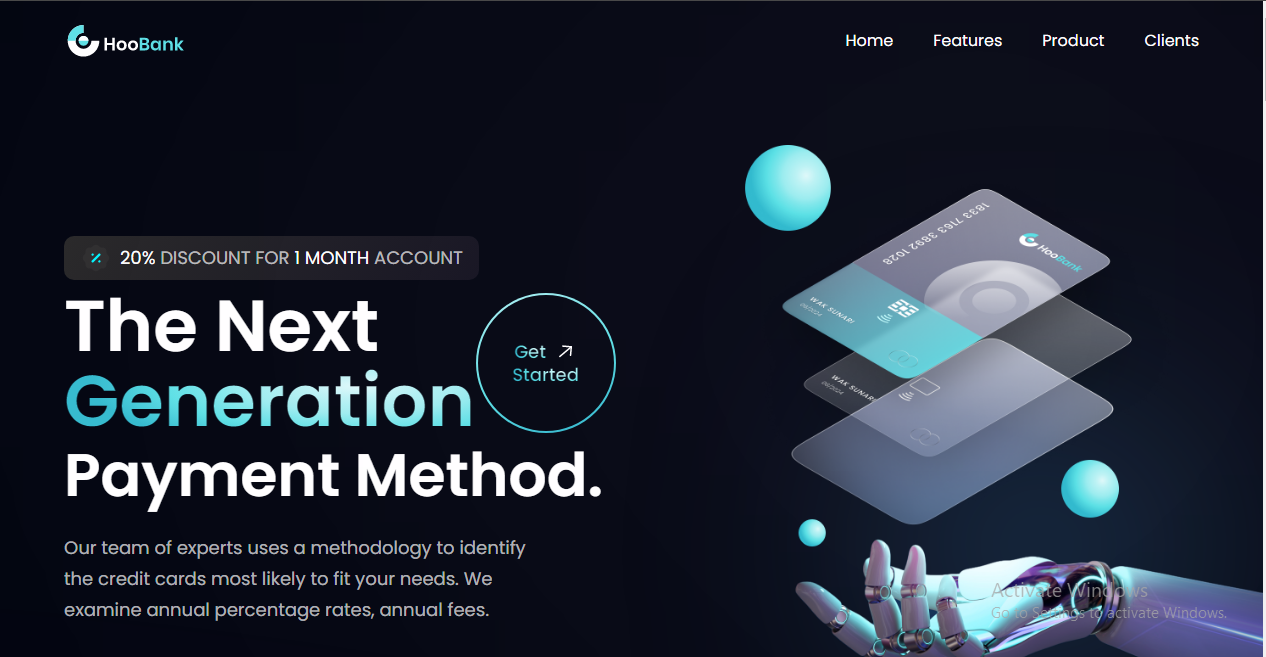 HooBank
Home Features Product Clients
20% DISCOUNT FOR 1 MONTH ACCOUNT
The Next
Generation
Payment Method.
Get
Started
Our team of experts uses a methodology to identify
the credit cards most likely to fit your needs. We
examine annual percentage rates, annual fees.
1833 7163 3892 1028
HooBank
WAK SUNARI
WAK SUNARI
Activate Windows
Go to Settings to activate Windows.